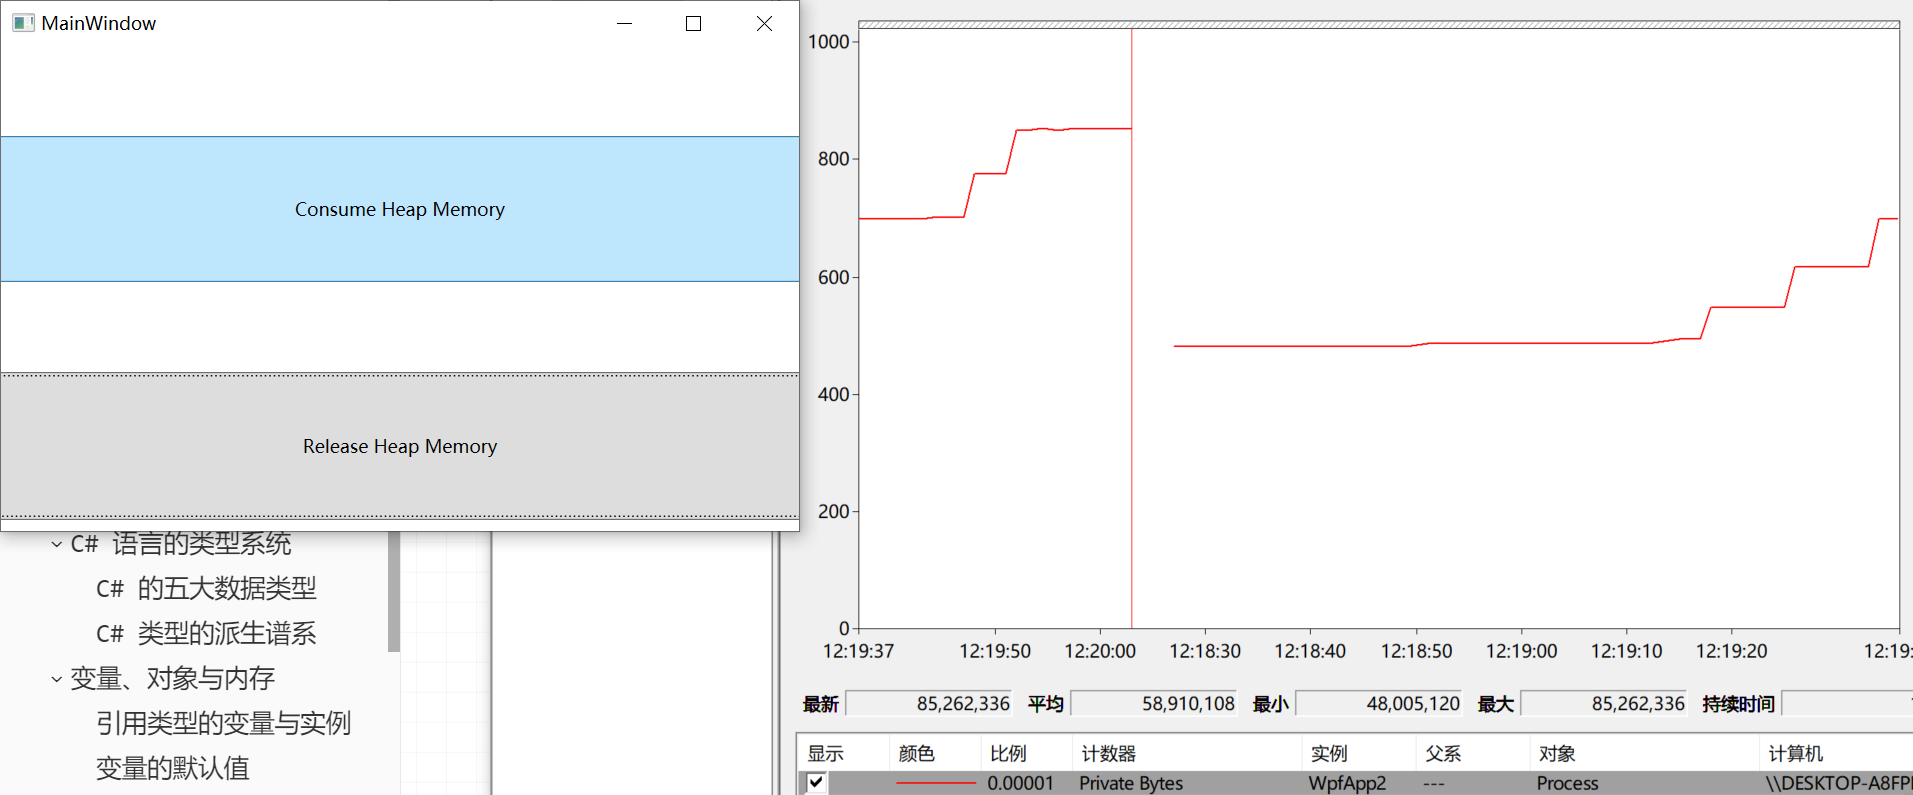 MainWindow
Consume Heap Memory
Release Heap Memory
C# 语言的类型系统
C# 的五大数据类型
C# 类型的派生谱系
变量、对象与内存
引用类型的变量与实例
变量的默认值
1000
800
600
400
200
0
12:19:37 12:19:50 12:20:00 12:18:30 12:18:40 12:18:50 12:19:00 12:19:10 12:19:20 12:19:
最新 85,262,336 平均 58,910,108 最小 48,005,120 最大 85,262,336 持续时间
显示 颜色 比例 计数器 实例 父系 对象 计算机
0.00001 Private Bytes WpfApp2 --- Process \\DESKTOP-A8FP